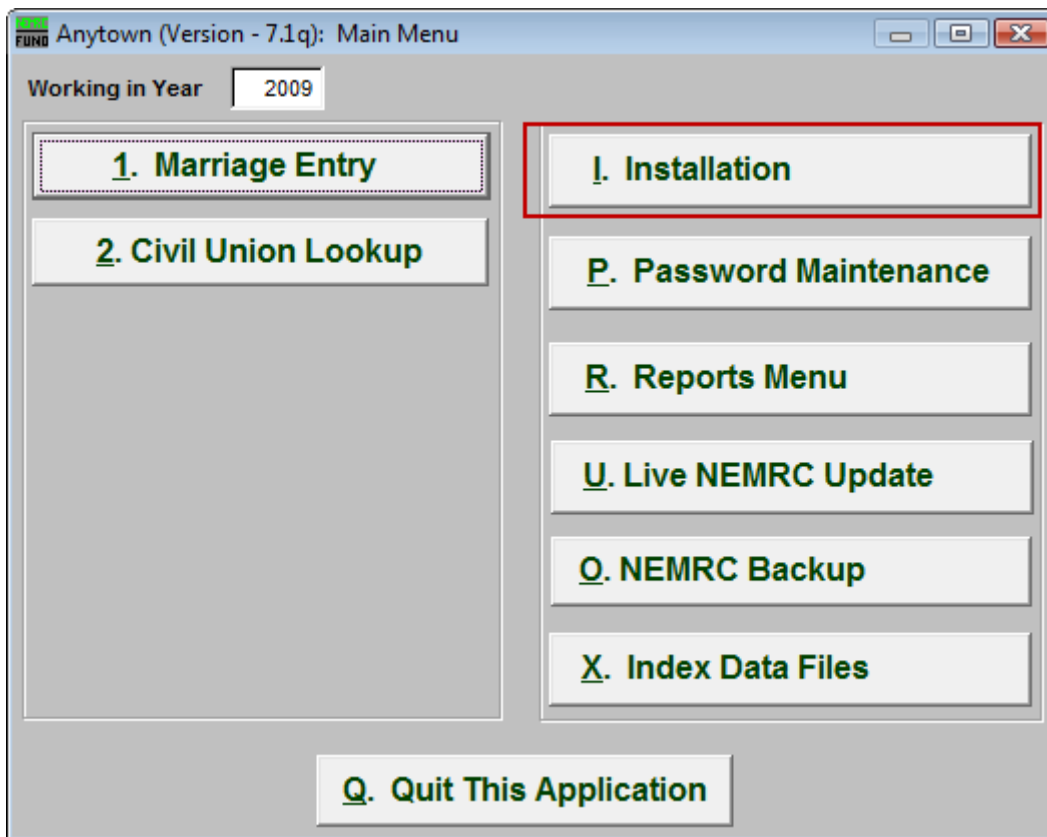 FUND Anytown (Version - 7.1q): Main Menu
Working in Year 2009
1. Marriage Entry
2. Civil Union Lookup
I. Installation
P. Password Maintenance
R. Reports Menu
U. Live NEMRC Update
O. NEMRC Backup
X. Index Data Files
Q. Quit This Application